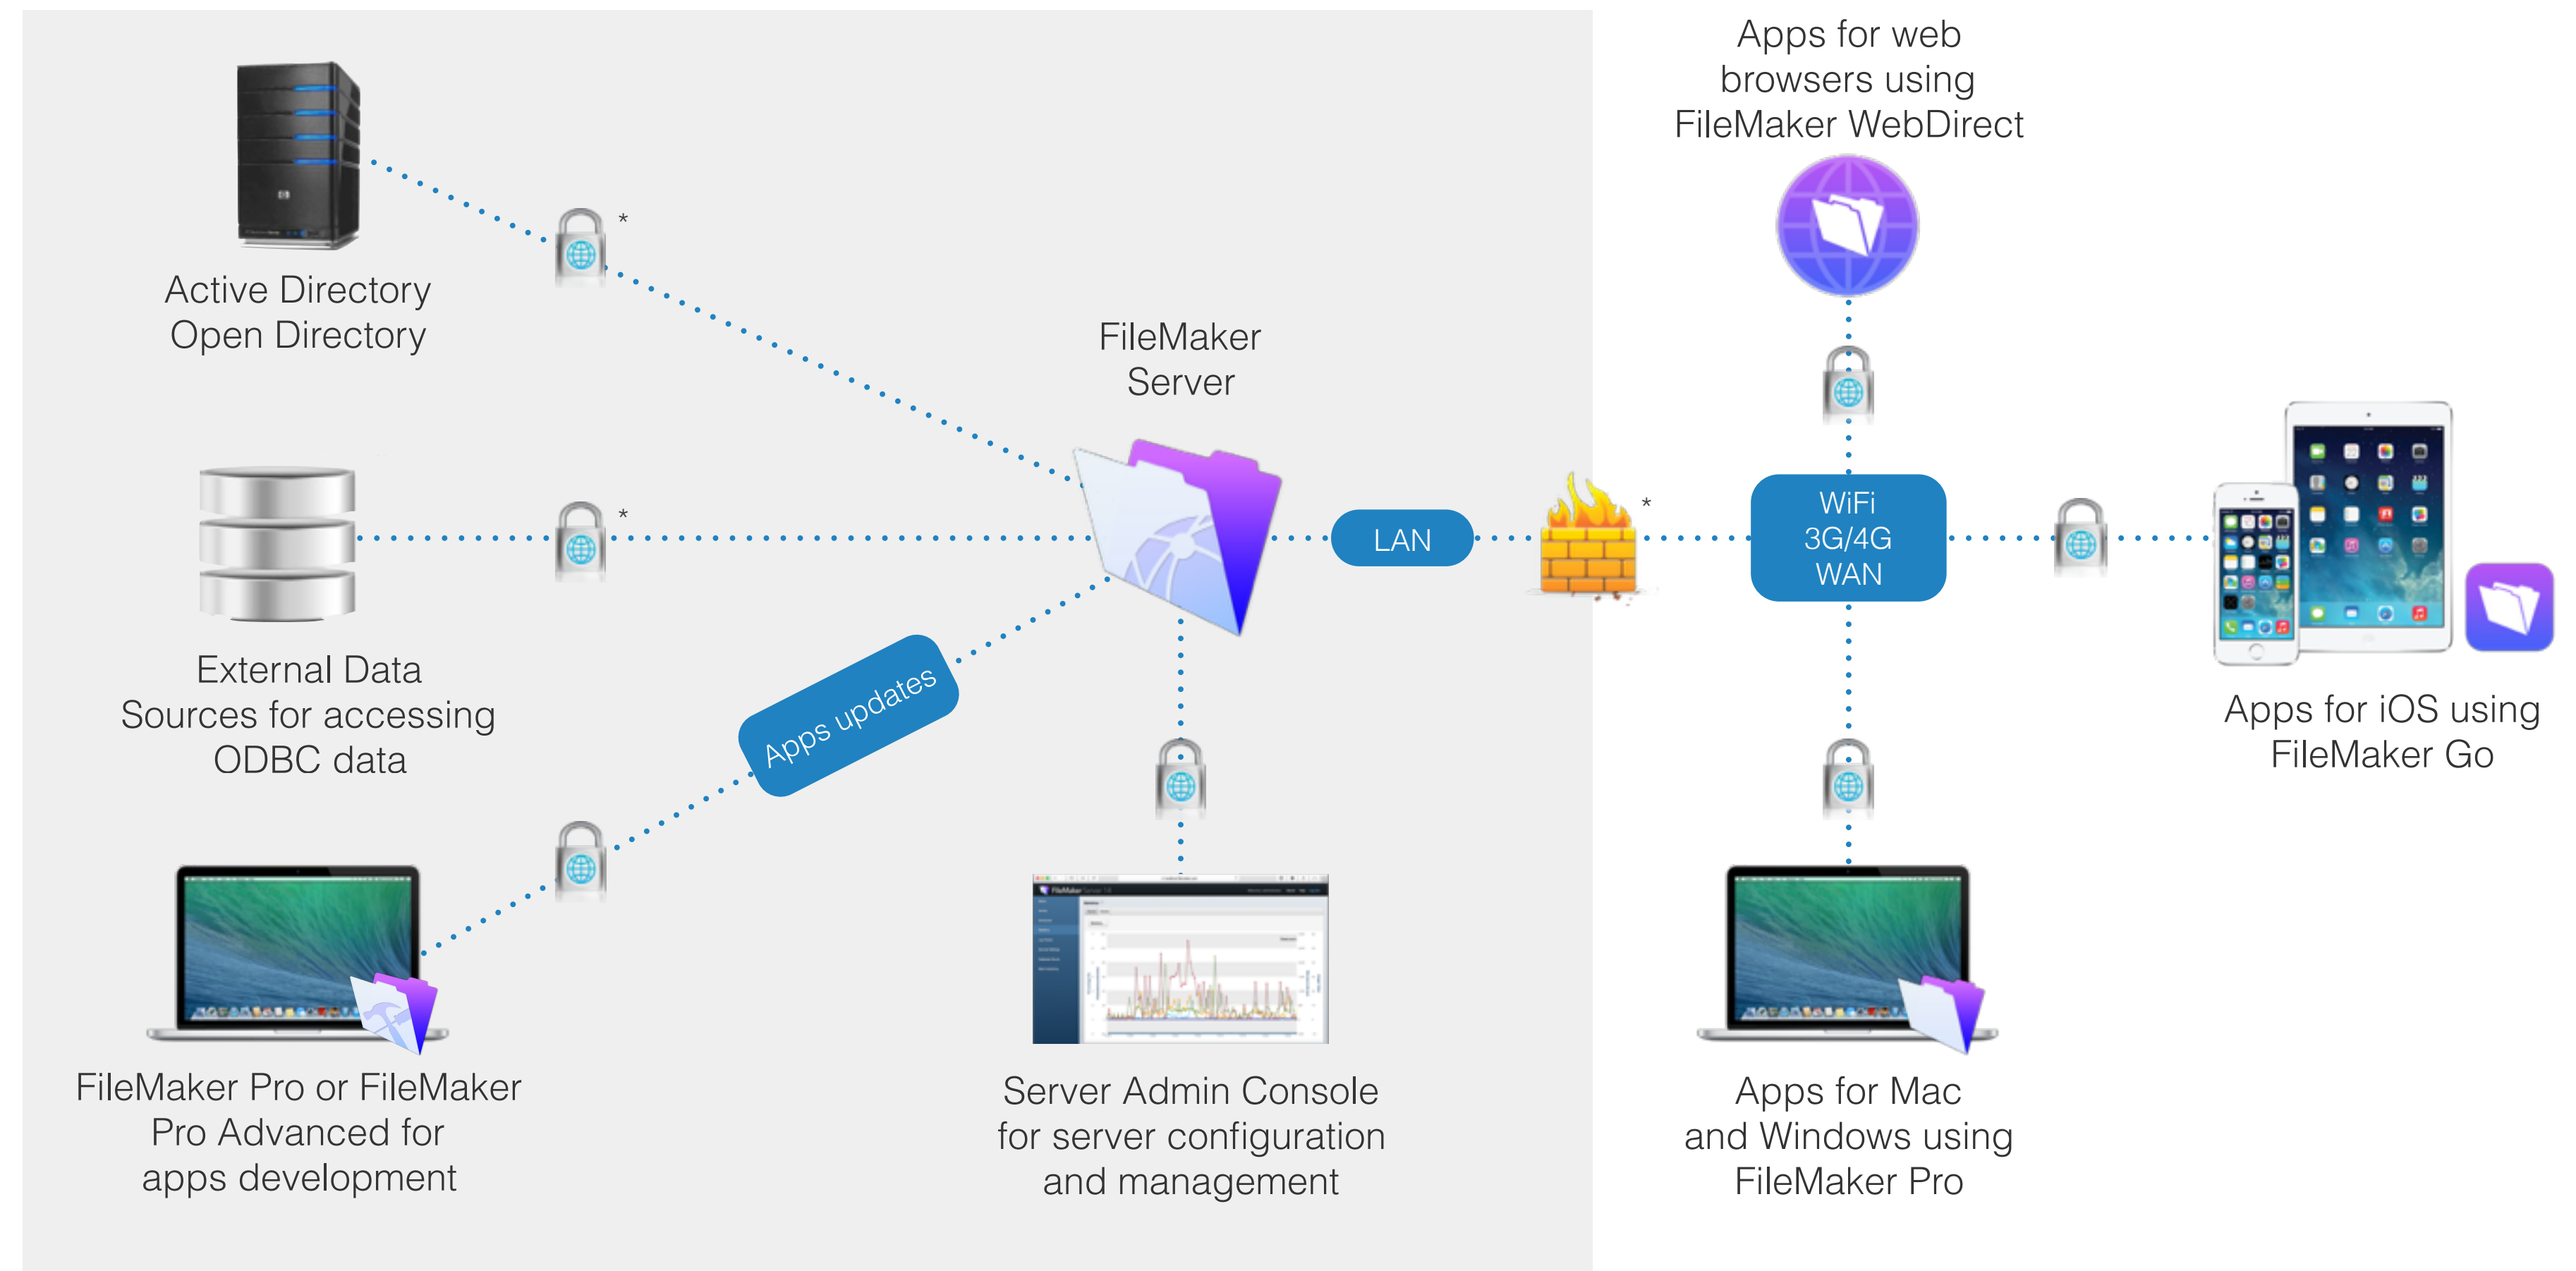 Apps for web
browsers using
FileMaker WebDirect
*
Active Directory
Open Directory
FileMaker
Server
*
*
LAN
WiFi
3G/4G
WAN
External Data
Sources for accessing
ODBC data
Apps updates
Apps for iOS using
FileMaker Go
FileMaker
FileMaker Pro or FileMaker
Pro Advanced for
apps development
Server Admin Console
for server configuration
and management
Apps for Mac
and Windows using
FileMaker Pro